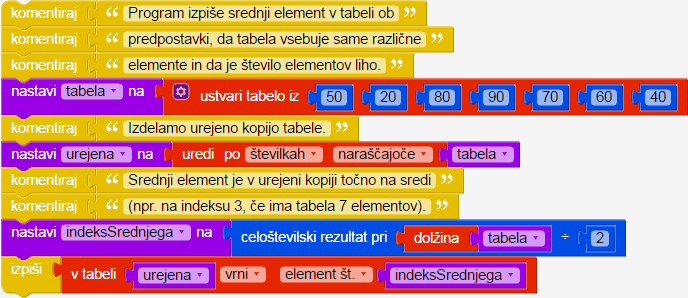 komentiraj “ Program izpiše srednji element v tabeli ob ”
komentiraj “ predpostavki, da tabela vsebuje same različne ”
komentiraj “ elemente in da je število elementov liho. ”
nastavi tabela na ustvari tabelo iz 50 20 80 90 70 60 40
komentiraj “ Izdelamo urejeno kopijo tabele. ”
nastavi urejena na uredi po številkah naraščajoče tabela
komentiraj “ Srednji element je v urejeni kopiji točno na sredi ”
komentiraj “ (npr. na indeksu 3, če ima tabela 7 elementov). ”
nastavi indeksSrednjega na celoštevilski rezultat pri dolžina tabela ÷ 2
izpiši v tabeli urejena vrni element št. indeksSrednjega